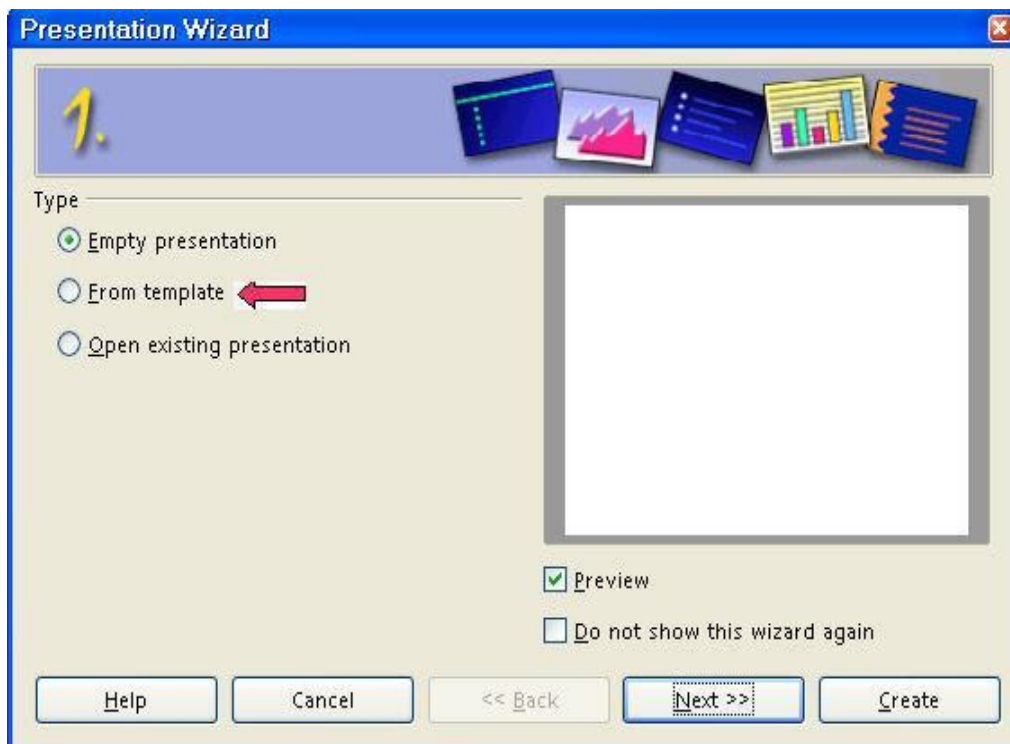 Presentation Wizard
1.
Type
Empty presentation
From template
Open existing presentation
Preview
Do not show this wizard again
Help Cancel << Back Next >> Create